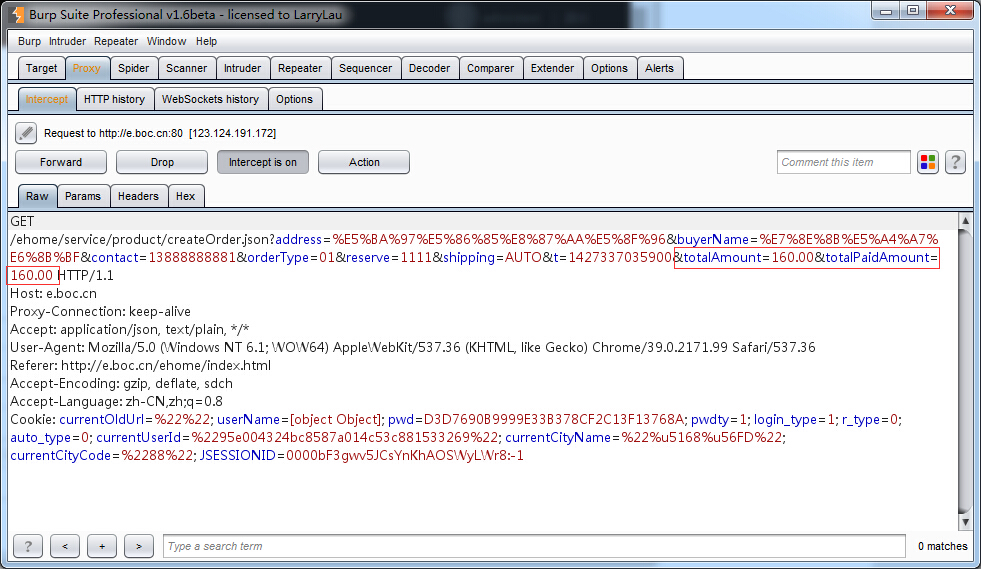 Burp Suite Professional v1.6beta - licensed to LarryLau
Burp Intruder Repeater Window Help
Target Proxy Spider Scanner Intruder Repeater Sequencer Decoder Comparer Extender Options Alerts
Intercept HTTP history WebSockets history Options
Request to http://e.boc.cn:80 [123.124.191.172]
Forward Drop Intercept is on Action Comment this item ?
Raw Params Headers Hex
GET
/ehome/service/product/createOrder.json?address=%E5%BA%97%E5%86%85%E8%87%AA%E5%8F%96&buyerName=%E7%8E%8B%E5%A4%A7%
E6%8B%BF&contact=13888888881&orderType=01&reserve=1111&shipping=AUTO&t=1427337035900&totalAmount=160.00&totalPaidAmount=
160.00 HTTP/1.1
Host: e.boc.cn
Proxy-Connection: keep-alive
Accept: application/json, text/plain, */*
User-Agent: Mozilla/5.0 (Windows NT 6.1; WOW64) AppleWebKit/537.36 (KHTML, like Gecko) Chrome/39.0.2171.99 Safari/537.36
Referer: http://e.boc.cn/ehome/index.html
Accept-Encoding: gzip, deflate, sdch
Accept-Language: zh-CN,zh;q=0.8
Cookie: currentOldUrl=%22%22; userName=[object Object]; pwd=D3D7690B9999E33B378CF2C13F13768A; pwdty=1; login_type=1; r_type=0;
auto_type=0; currentUserId=%2295e004324bc8587a014c53c881533269%22; currentCityName=%22%u5168%u56FD%22;
currentCityCode=%2288%22; JSESSIONID=0000bF3gwv5JCsYnKhAOSWyLWr8:-1
? < + > Type a search term 0 matches